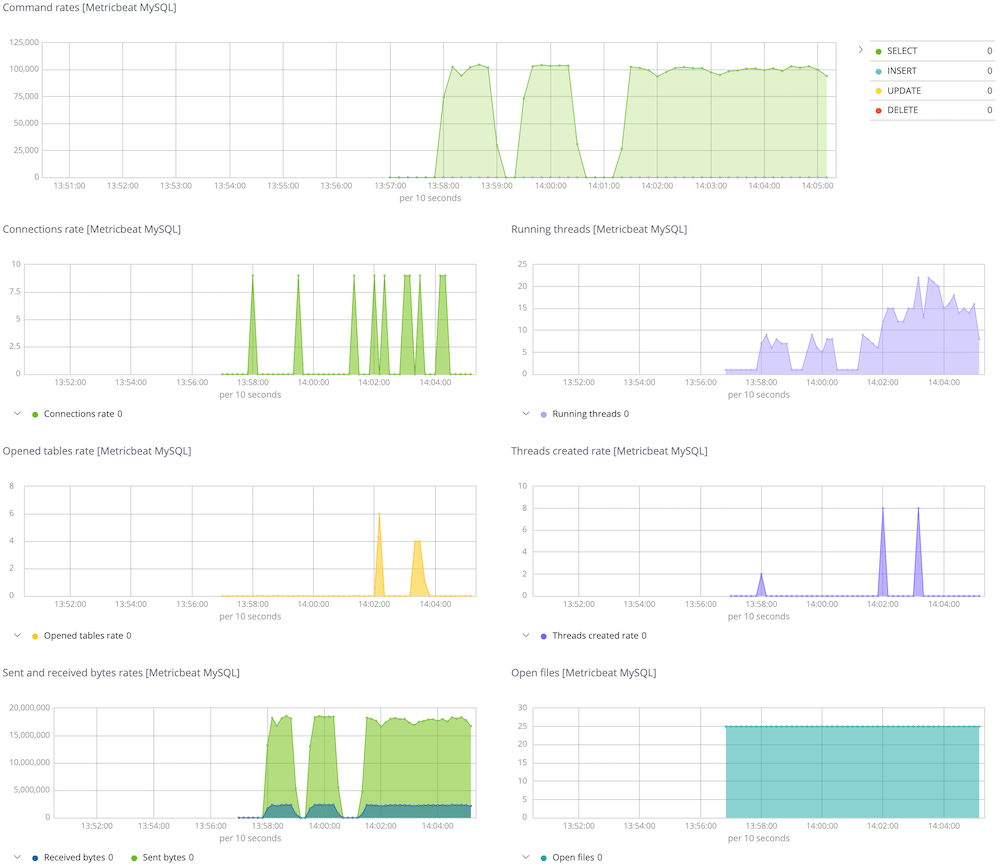 Command rates [Metricbeat MySQL]
125,000
100,000
75,000
50,000
25,000
0
13:51:00 13:52:00 13:53:00 13:54:00 13:55:00 13:56:00 13:57:00 13:58:00 13:59:00 14:00:00 14:01:00 14:02:00 14:03:00 14:04:00 14:05:00
per 10 seconds
SELECT 0
INSERT 0
UPDATE 0
DELETE 0
Connections rate [Metricbeat MySQL]
10
7.5
5
2.5
0
13:52:00 13:54:00 13:56:00 13:58:00 14:00:00 14:02:00 14:04:00
per 10 seconds
Connections rate 0
Running threads [Metricbeat MySQL]
25
20
15
10
5
0
13:52:00 13:54:00 13:56:00 13:58:00 14:00:00 14:02:00 14:04:00
per 10 seconds
Running threads 0
Opened tables rate [Metricbeat MySQL]
8
6
4
2
0
13:52:00 13:54:00 13:56:00 13:58:00 14:00:00 14:02:00 14:04:00
per 10 seconds
Opened tables rate 0
Threads created rate [Metricbeat MySQL]
10
8
6
4
2
0
13:52:00 13:54:00 13:56:00 13:58:00 14:00:00 14:02:00 14:04:00
per 10 seconds
Threads created rate 0
Sent and received bytes rates [Metricbeat MySQL]
20,000,000
15,000,000
10,000,000
5,000,000
0
13:52:00 13:54:00 13:56:00 13:58:00 14:00:00 14:02:00 14:04:00
per 10 seconds
Received bytes 0 Sent bytes 0
Open files [Metricbeat MySQL]
30
25
20
15
10
5
0
13:52:00 13:54:00 13:56:00 13:58:00 14:00:00 14:02:00 14:04:00
per 10 seconds
Open files 0